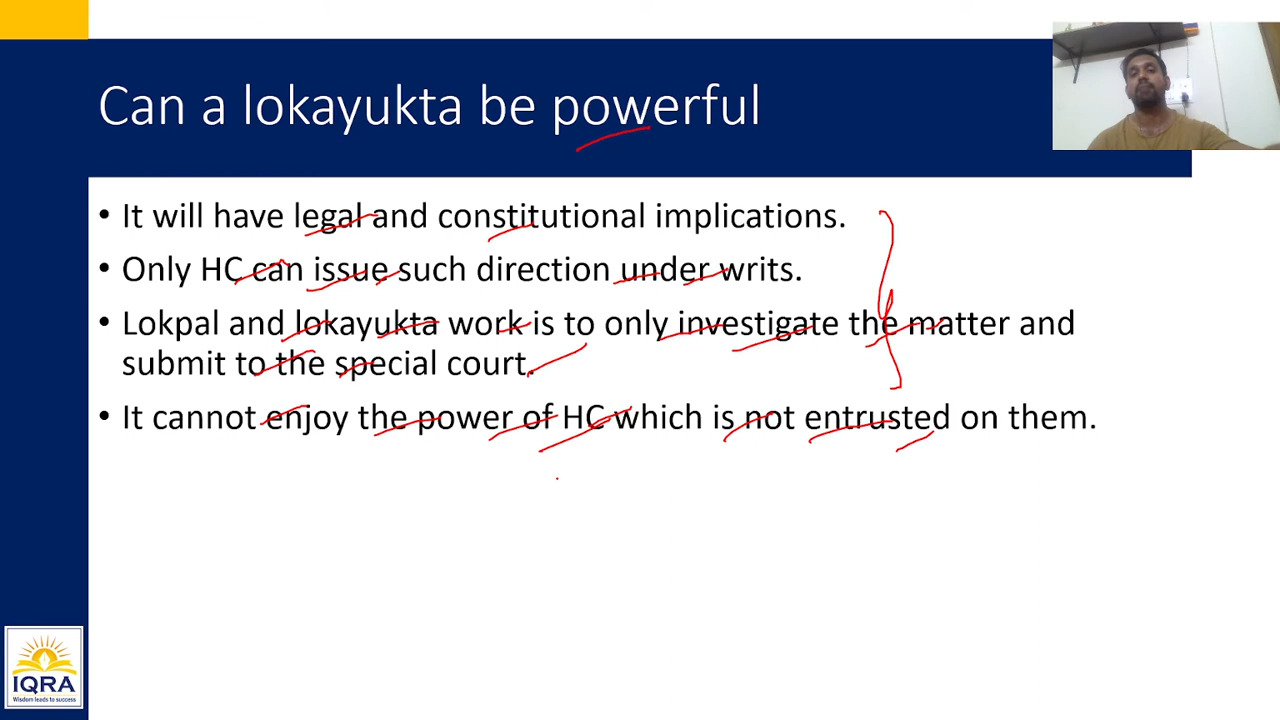 Can a lokayukta be powerful
• It will have legal and constitutional implications.
• Only HC can issue such direction under writs.
• Lokpal and lokayukta work is to only investigate the matter and
submit to the special court.
• It cannot enjoy the power of HC which is not entrusted on them.
IQRA
Wisdom leads to success